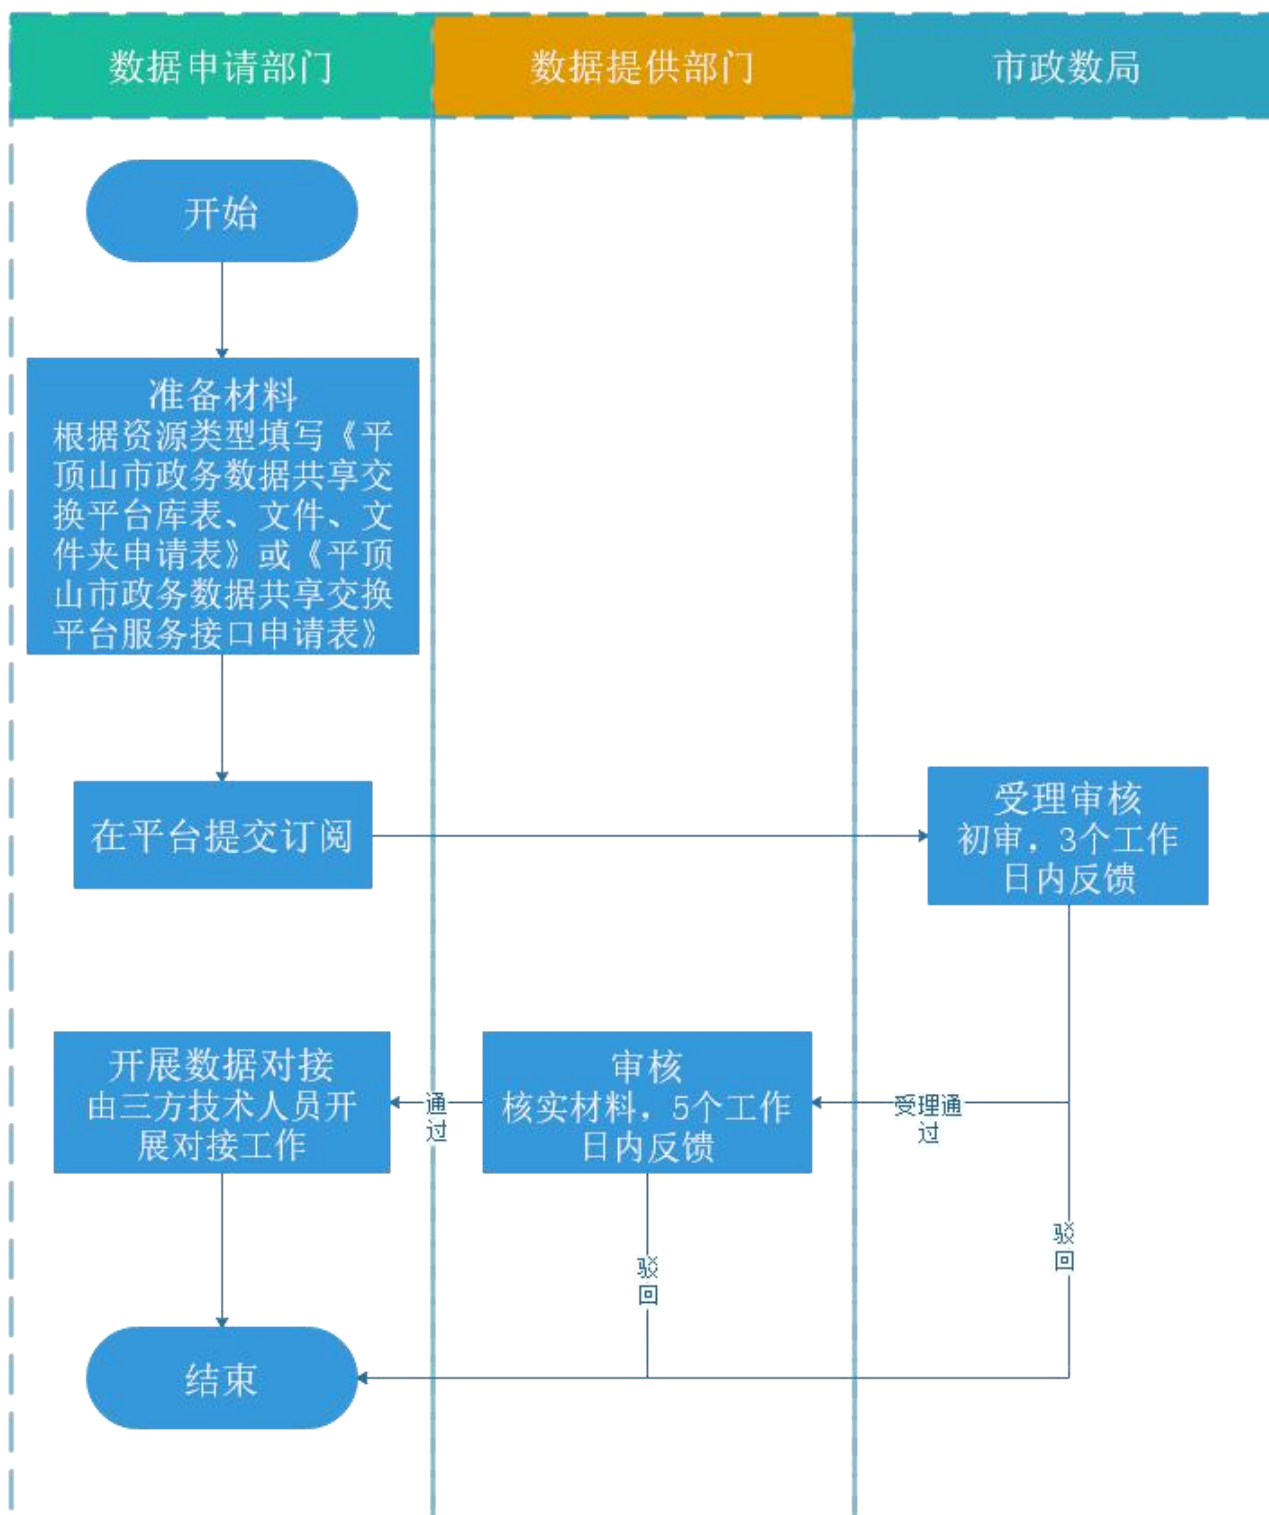 数据申请部门
数据提供部门
市政数局
开始
准备材料
根据资源类型填写《平
顶山市政务数据共享交
换平台库表、文件、文
件夹申请表》或《平顶
山市政务数据共享交换
平台服务接口申请表》
在平台提交订阅
受理审核
初审，3个工作
日内反馈
开展数据对接
由三方技术人员开
展对接工作
通
过
审核
核实材料，5个工作
日内反馈
受理通
过
驳
回
驳
回
结束